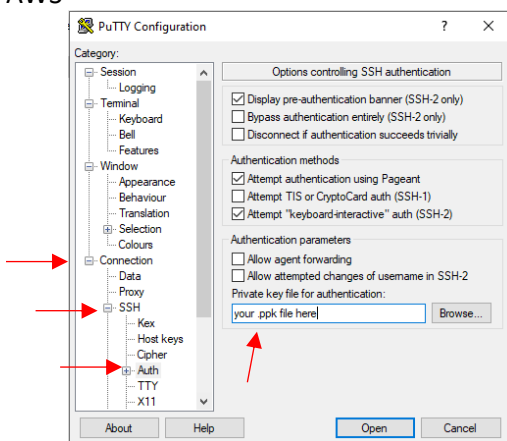 AWS
PuTTY Configuration ? ×
Category:
Session
Logging
Terminal
Keyboard
Bell
Features
Window
Appearance
Behaviour
Translation
Selection
Colours
Connection
Data
Proxy
SSH
Kex
Host keys
Cipher
Auth
TTY
X11
Options controlling SSH authentication
Display pre-authentication banner (SSH-2 only)
Bypass authentication entirely (SSH-2 only)
Disconnect if authentication succeeds trivially
Authentication methods
Attempt authentication using Pageant
Attempt TIS or CryptoCard auth (SSH-1)
Attempt "keyboard-interactive" auth (SSH-2)
Authentication parameters
Allow agent forwarding
Allow attempted changes of username in SSH-2
Private key file for authentication:
your .ppk file here Browse...
About Help Open Cancel